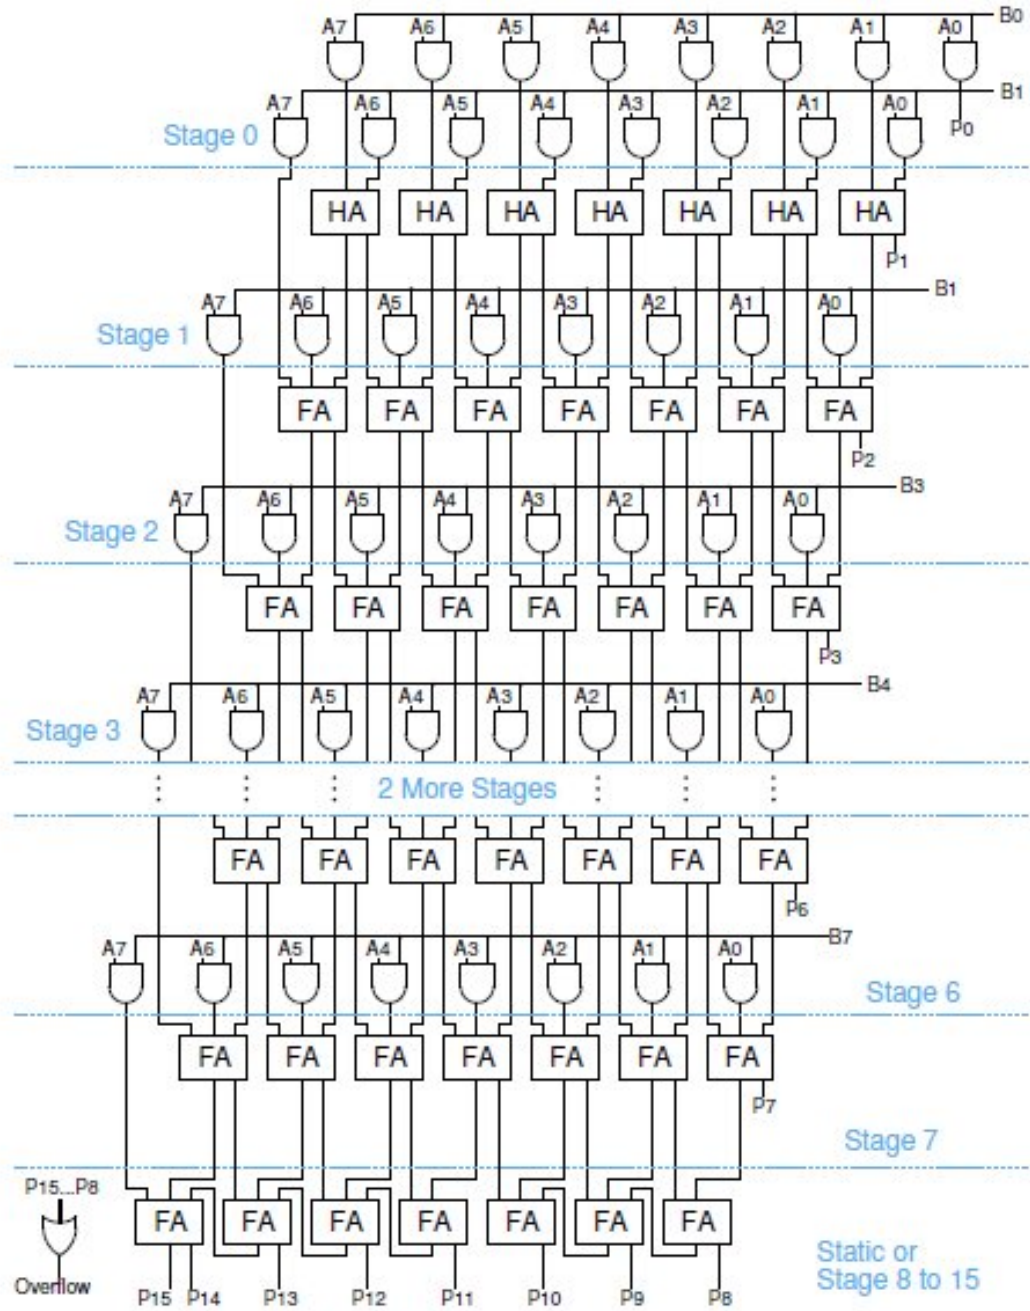 B0
A7 A6 A5 A4 A3 A2 A1 A0
B1
A7 A6 A5 A4 A3 A2 A1 A0
P0
Stage 0
HA HA HA HA HA HA HA
P1
B1
A7 A6 A5 A4 A3 A2 A1 A0
Stage 1
FA FA FA FA FA FA FA
P2
B3
A7 A6 A5 A4 A3 A2 A1 A0
Stage 2
FA FA FA FA FA FA FA
P3
B4
A7 A6 A5 A4 A3 A2 A1 A0
Stage 3
2 More Stages
FA FA FA FA FA FA FA
P6
B7
A7 A6 A5 A4 A3 A2 A1 A0
Stage 6
FA FA FA FA FA FA FA
P7
Stage 7
P15...P8
FA FA FA FA FA FA FA
Static or
Stage 8 to 15
Overflow
P15 P14 P13 P12 P11 P10 P9 P8